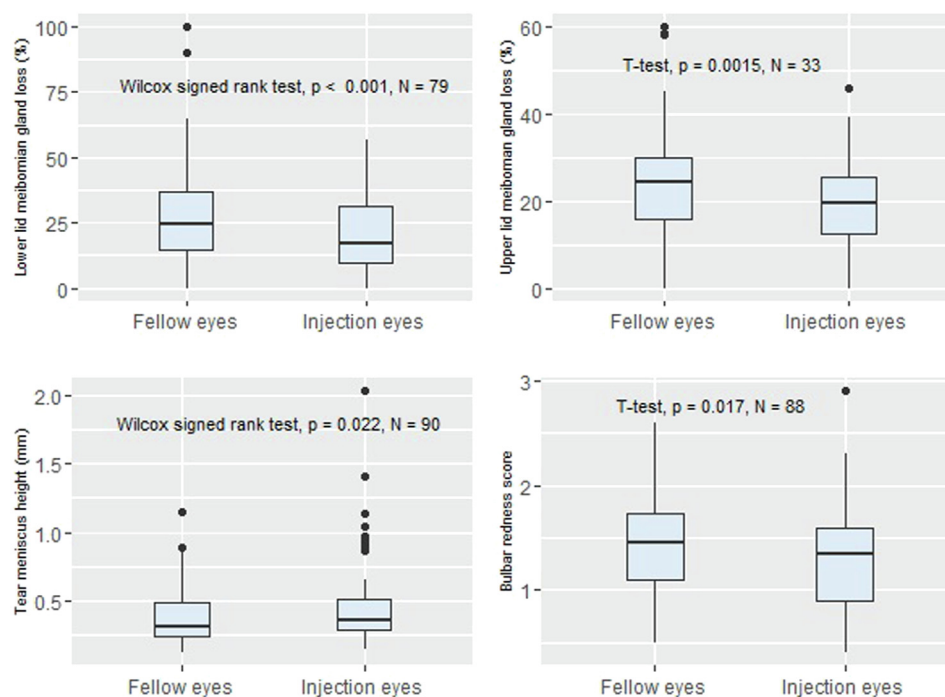 Lower lid meibomian gland loss (%)
100
75
50
25
0
Wilcox signed rank test, p < 0.001, N = 79
Fellow eyes Injection eyes
Upper lid meiboman gland loss (%)
60
40
20
0
T-test, p = 0.0015, N = 33
Fellow eyes Injection eyes
Tear meniscus height (mm)
2.0
1.5
1.0
0.5
Wilcox signed rank test, p = 0.022, N = 90
Fellow eyes Injection eyes
Bulbar redness score
3
2
1
T-test, p = 0.017, N = 88
Fellow eyes Injection eyes